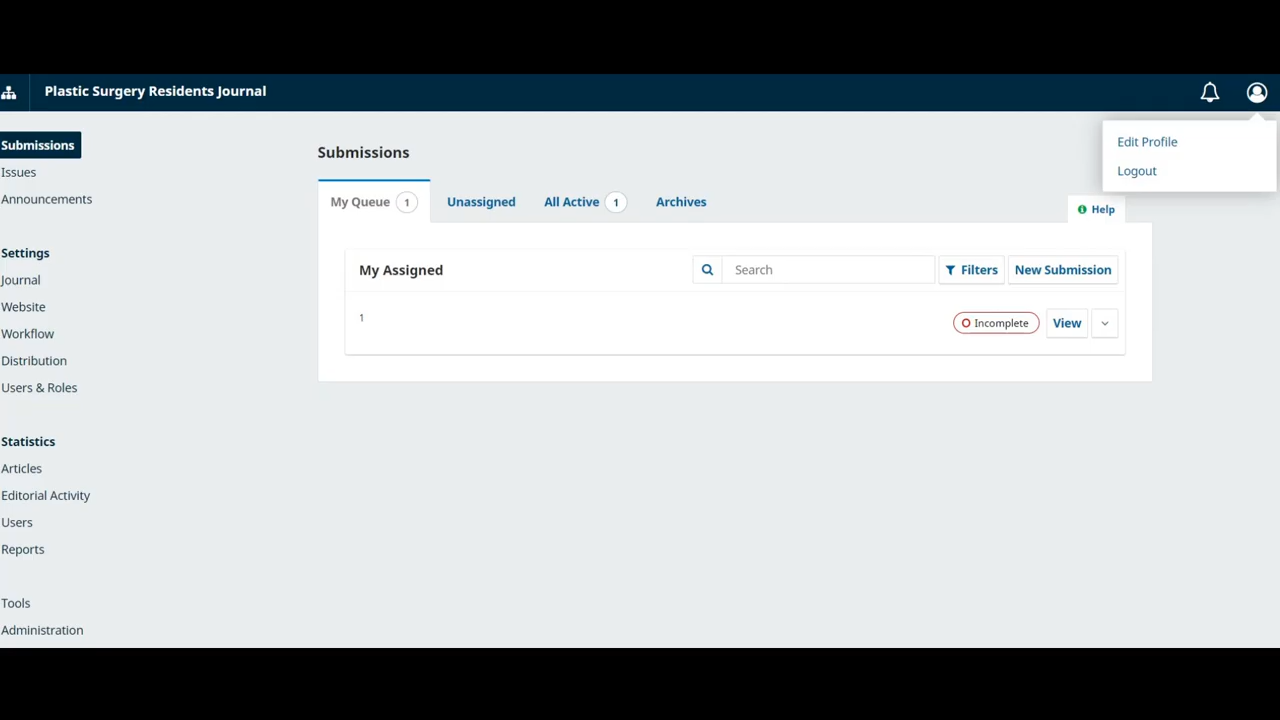 Plastic Surgery Residents Journal
Edit Profile
Logout
Submissions
Issues
Announcements
Settings
Journal
Website
Workflow
Distribution
Users & Roles
Statistics
Articles
Editorial Activity
Users
Reports
Tools
Administration
Submissions
My Queue 1 Unassigned All Active 1 Archives
Help
My Assigned Search Filters New Submission
1 Incomplete View